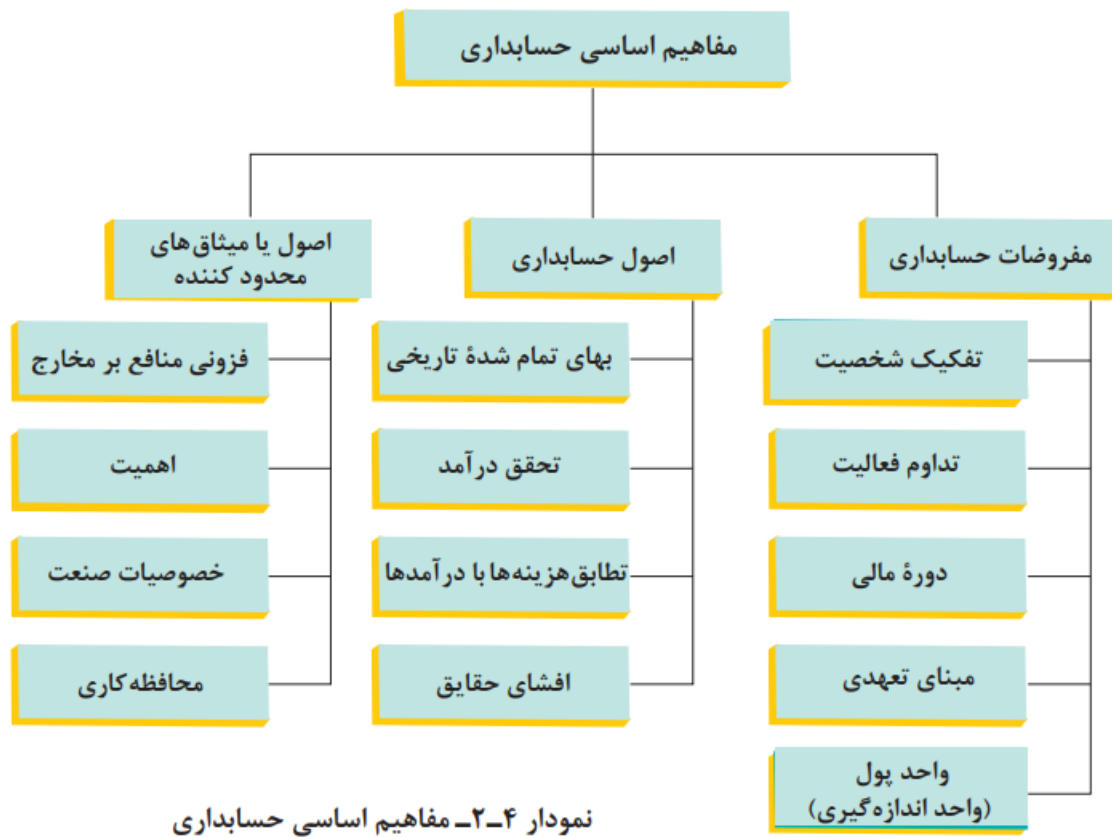 مفاهیم اساسی حسابداری
مفروضات حسابداری
تفکیک شخصیت
تداوم فعالیت
دورهٔ مالی
مبنای تعهدی
واحد پول
(واحد اندازه‌گیری)
اصول حسابداری
بهای تمام شدهٔ تاریخی
تحقق درآمد
تطابق هزینه‌ها با درآمدها
افشای حقایق
اصول یا میثاق‌های
محدود کننده
فزونی منافع بر مخارج
اهمیت
خصوصیات صنعت
محافظه‌کاری
نمودار ۴ـ۲ـ مفاهیم اساسی حسابداری